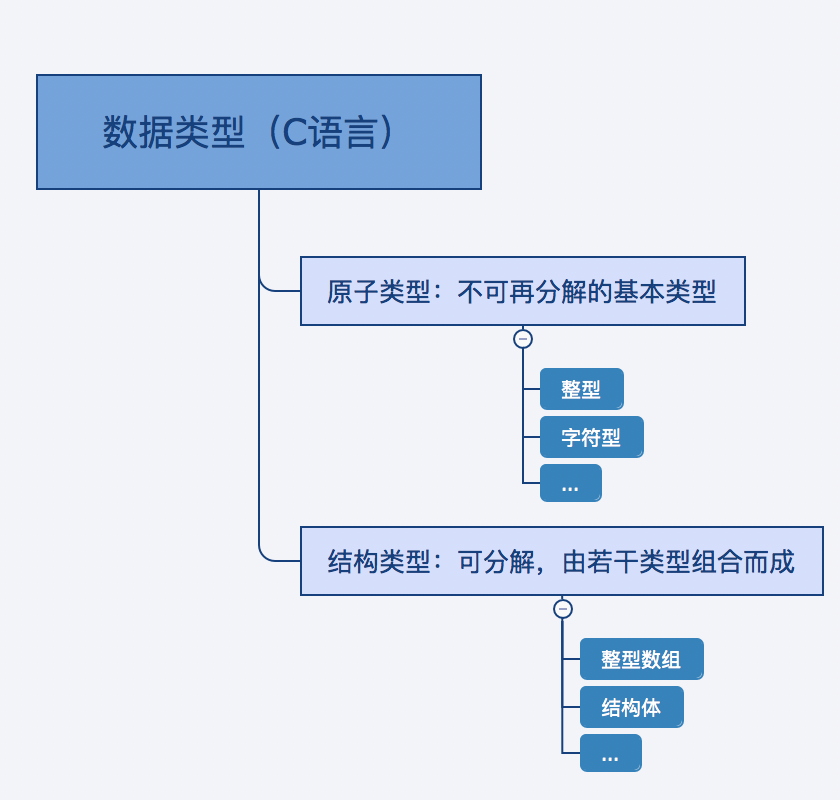 数据类型（C语言）
原子类型：不可再分解的基本类型
整型
字符型
...
结构类型：可分解，由若干类型组合而成
整型数组
结构体
...